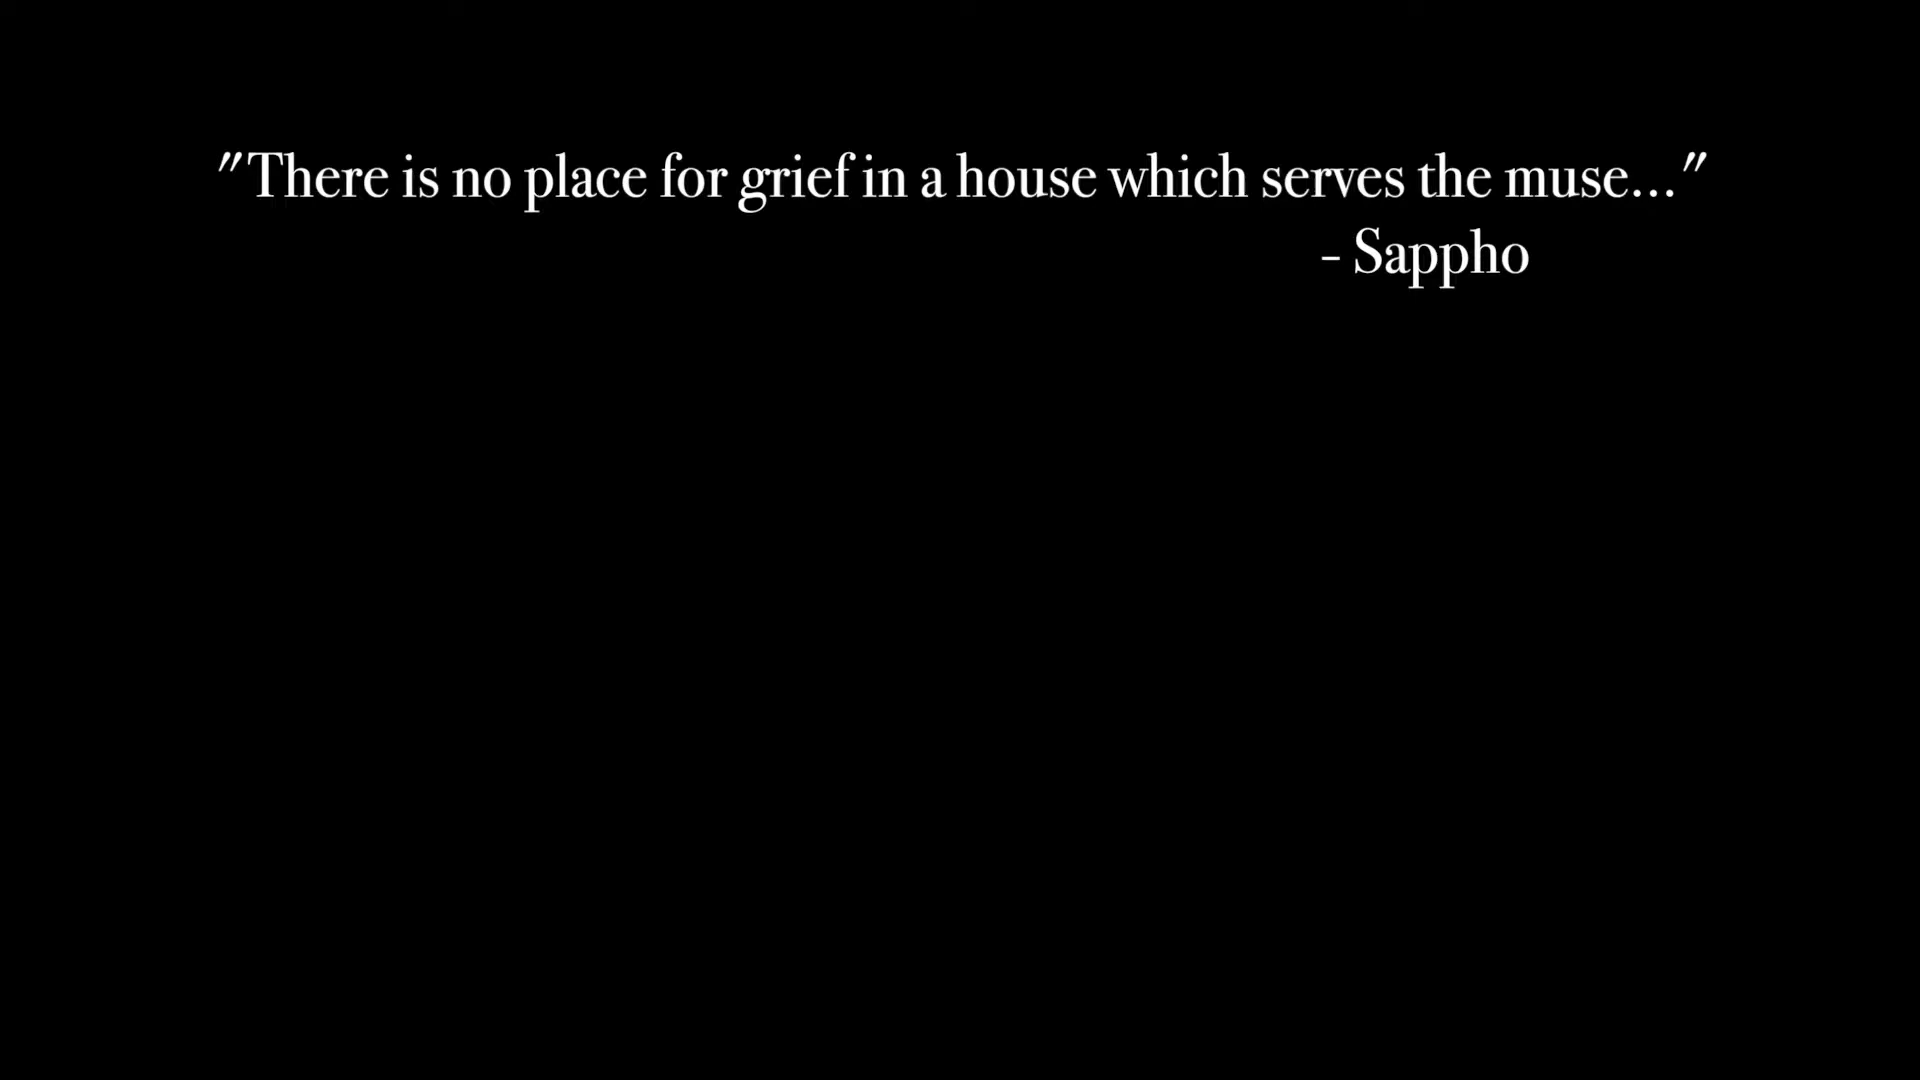 "There is no place for grief in a house which serves the muse..."
- Sappho